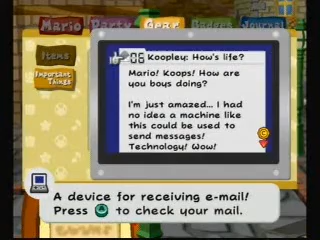 Mario Party Gear Badges Journal
Items
Important
Things
06 Koopley: How's life?
Mario! Koops! How are
you boys doing?
I'm just amazed... I had
no idea a machine like
this could be used to
send messages!
Technology! Wow!
A device for receiving e-mail!
Press to check your mail.